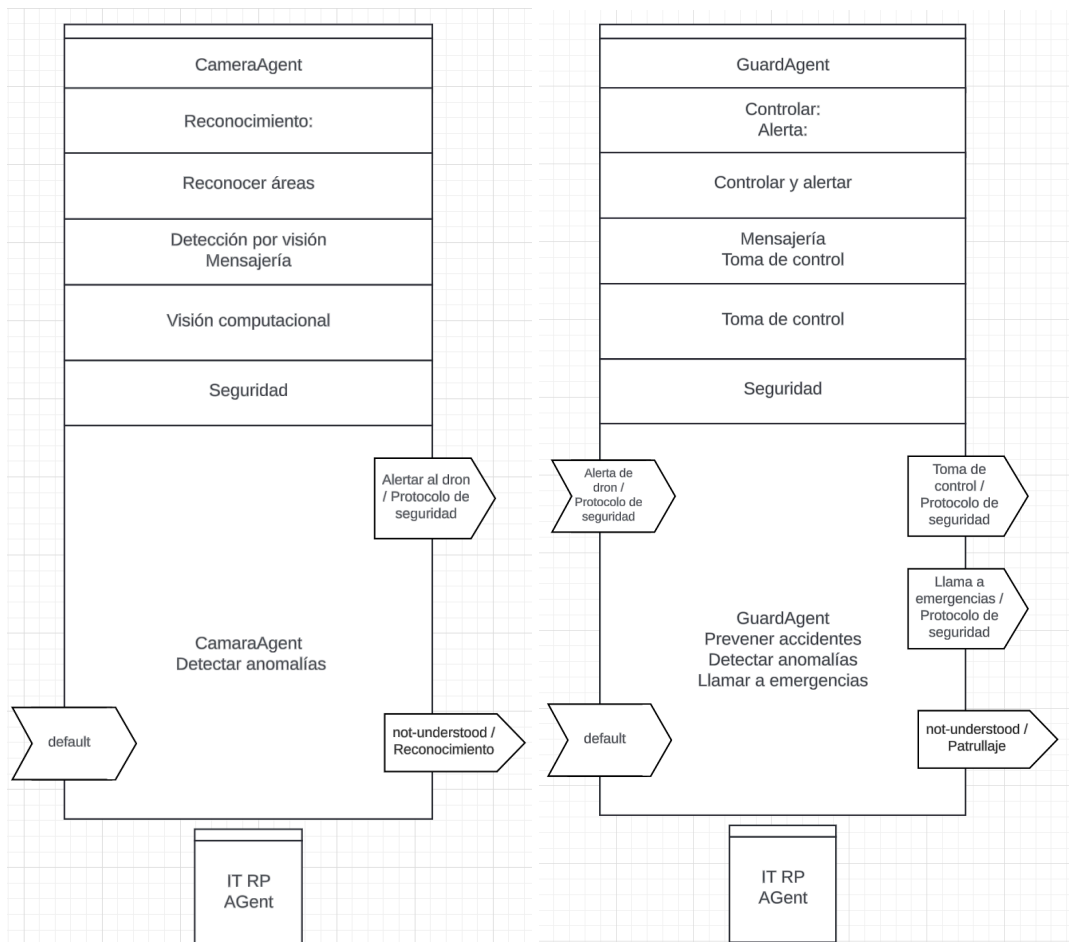 CameraAgent
Reconocimiento:
Reconocer áreas
Detección por visión
Mensajería
Visión computacional
Seguridad
Alertar al dron
/ Protocolo de
seguridad
CamaraAgent
Detectar anomalías
default
not-understood /
Reconocimiento
IT RP
AGent
GuardAgent
Controlar:
Alerta:
Controlar y alertar
Mensajería
Toma de control
Toma de control
Seguridad
Alerta de
dron /
Protocolo de
seguridad
Toma de
control /
Protocolo de
seguridad
Llama a
emergencias /
Protocolo de
seguridad
GuardAgent
Prevener accidentes
Detectar anomalías
Llamar a emergencias
default
not-understood /
Patrullaje
IT RP
AGent